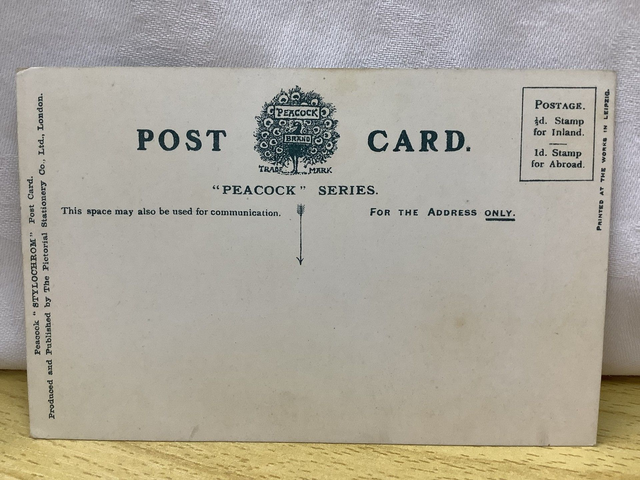 POST CARD.
PEACOCK
BRAND
TRADE MARK
"PEACOCK" SERIES.
This space may also be used for communication.
FOR THE ADDRESS ONLY.
POSTAGE.
½d. Stamp
for Inland.
1d. Stamp
for Abroad.
PRINTED AT THE WORKS IN LEIPZIG.
Peacock "STYLOCHROM" Post Card.
Produced and Published by The Pictorial Stationery Co., Ltd., London.